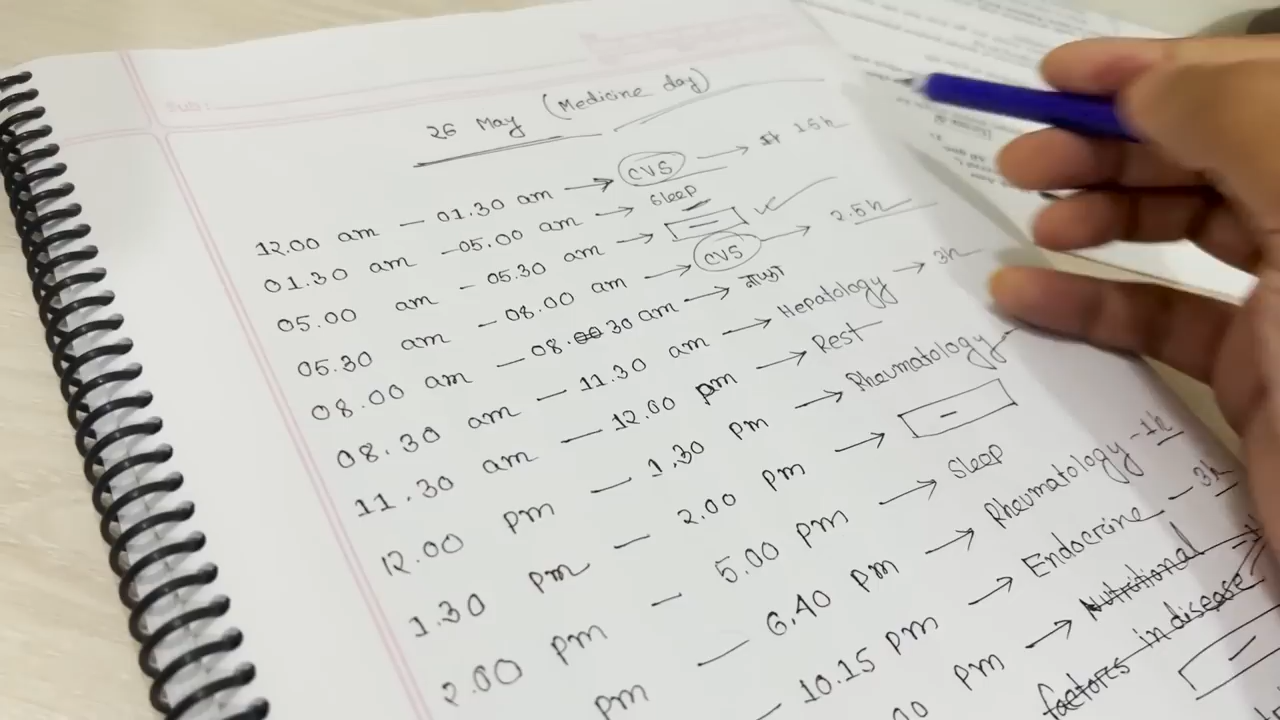 26 May (Medicine day)
12.00 am — 01.30 am → CVS → 1.5 h
01.30 am — 05.00 am → Sleep
05.00 am — 05.30 am →
05.30 am — 08.00 am → CVS → 2.5 h
08.00 am — 08.30 am → নাস্তা
08.30 am — 11.30 am → Hepatology → 3h
11.30 am — 12.00 pm → Rest
12.00 pm — 1.30 pm → Rheumatology
1.30 pm — 2.00 pm →
2.00 pm — 5.00 pm → Sleep
pm — 6.40 pm → Rheumatology - 1h
— 10.15 pm → Endocrine - 3h
pm → Nutritional
factors in disease